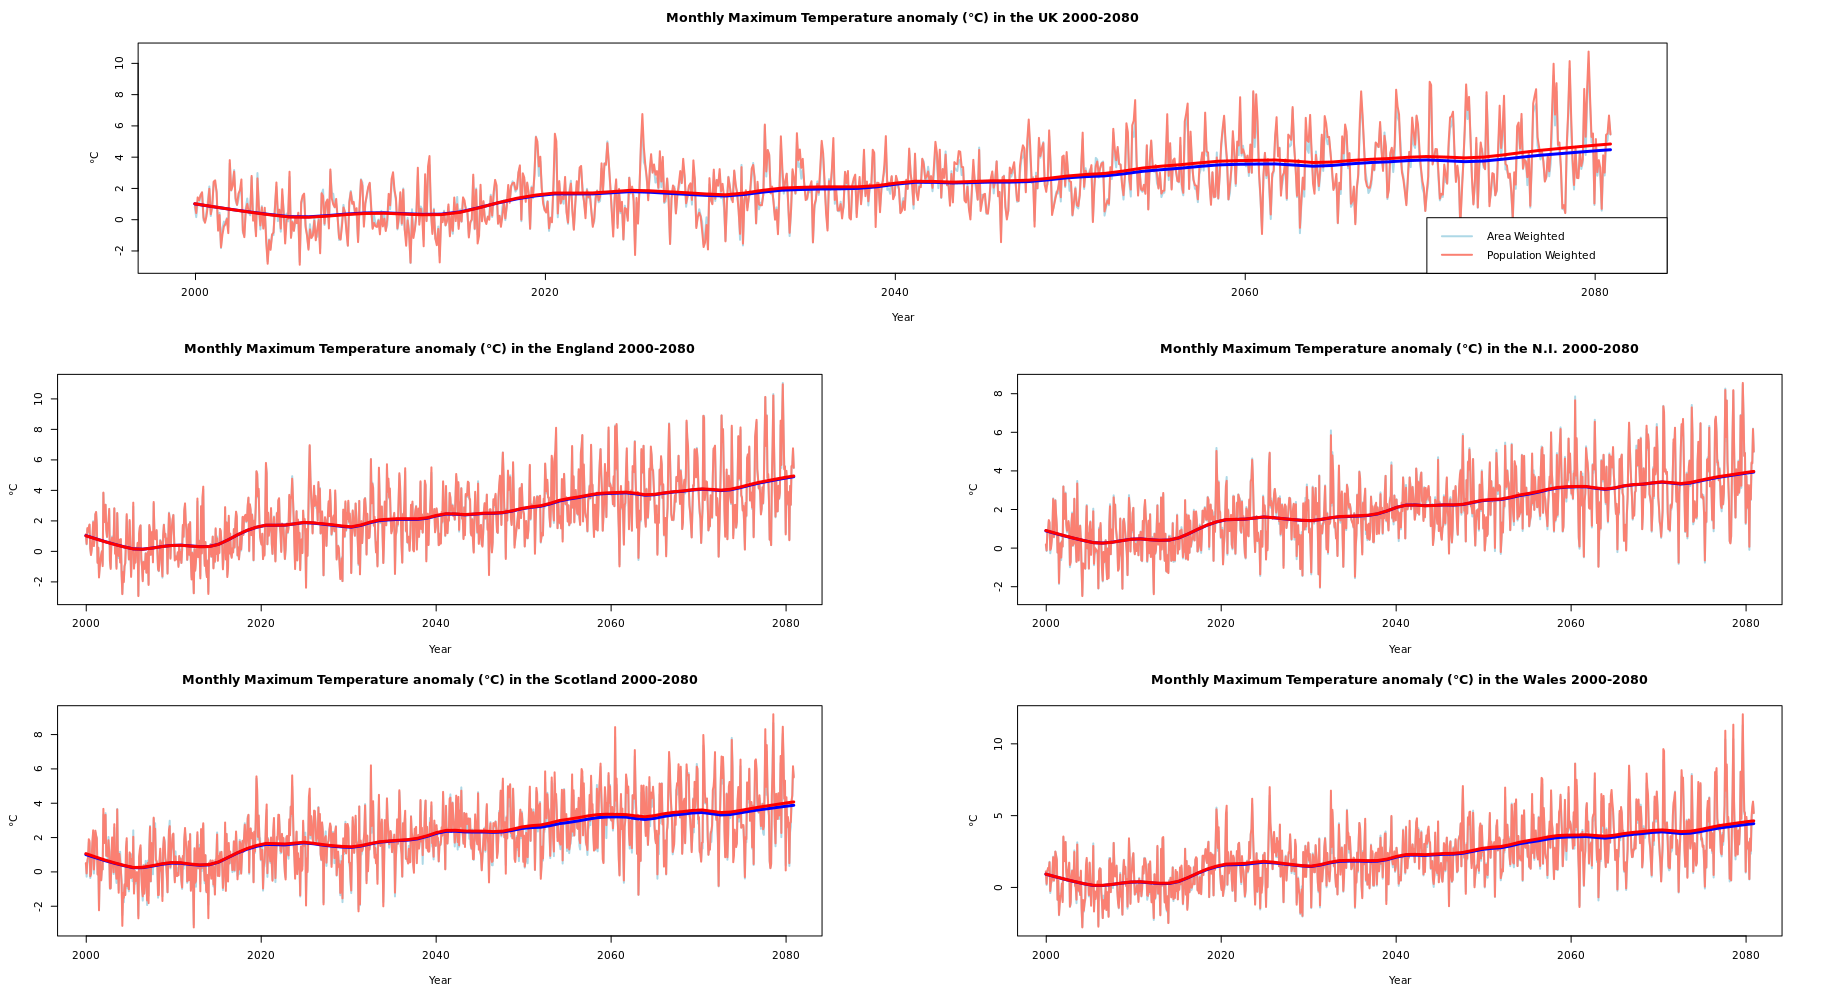 Monthly Maximum Temperature anomaly (°C) in the UK 2000-2080
10
8
6
4
2
0
-2
°C
2000 2020 2040 2060 2080
Year
Area Weighted
Population Weighted
Monthly Maximum Temperature anomaly (°C) in the England 2000-2080
10
8
6
4
2
0
-2
°C
2000 2020 2040 2060 2080
Year
Monthly Maximum Temperature anomaly (°C) in the N.I. 2000-2080
8
6
4
2
0
-2
°C
2000 2020 2040 2060 2080
Year
Monthly Maximum Temperature anomaly (°C) in the Scotland 2000-2080
8
6
4
2
0
-2
°C
2000 2020 2040 2060 2080
Year
Monthly Maximum Temperature anomaly (°C) in the Wales 2000-2080
10
5
0
°C
2000 2020 2040 2060 2080
Year